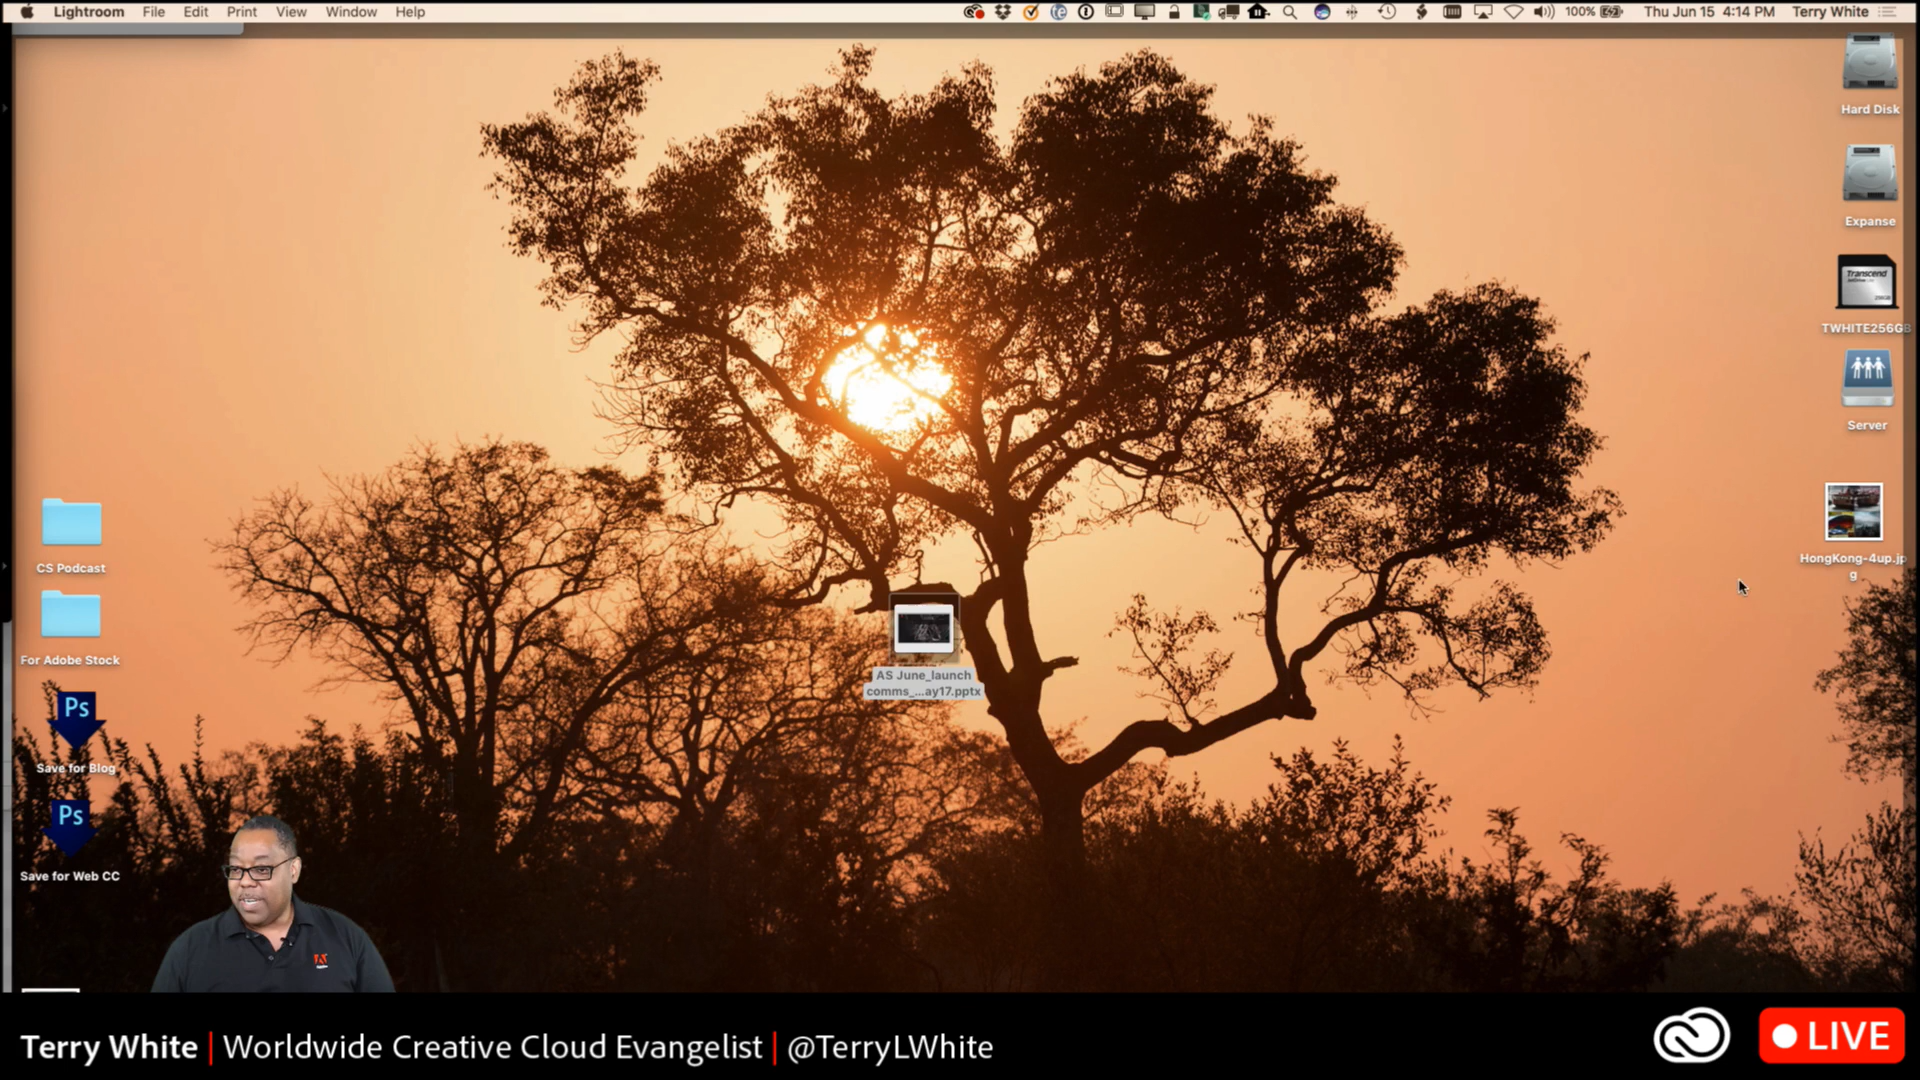 Lightroom File Edit Print View Window Help
100% Thu Jun 15 4:14 PM Terry White
Hard Disk
Expanse
Transcend
256GB
TWHITE256GB
Server
HongKong-4up.jp
g
CS Podcast
For Adobe Stock
AS June_launch
comms_...ay17.pptx
Ps
Save for Blog
Ps
Save for Web CC
Terry White | Worldwide Creative Cloud Evangelist | @TerryLWhite
LIVE